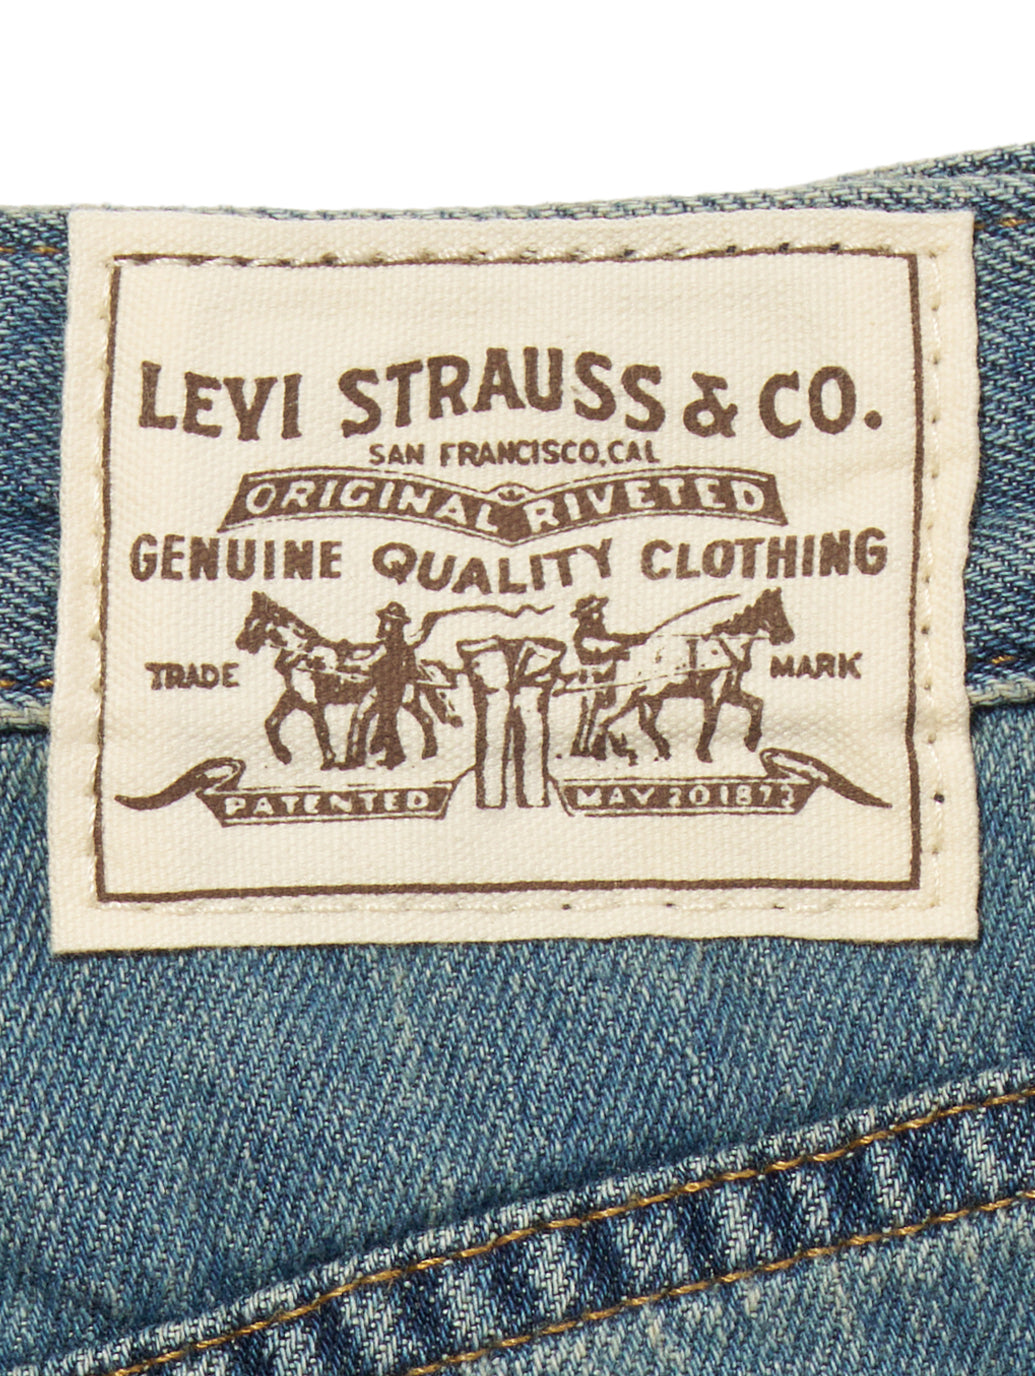 LEVI STRAUSS & CO.
SAN FRANCISCO, CAL
ORIGINAL RIVETED
GENUINE QUALITY CLOTHING
TRADE MARK
PATENTED MAY 20 1873